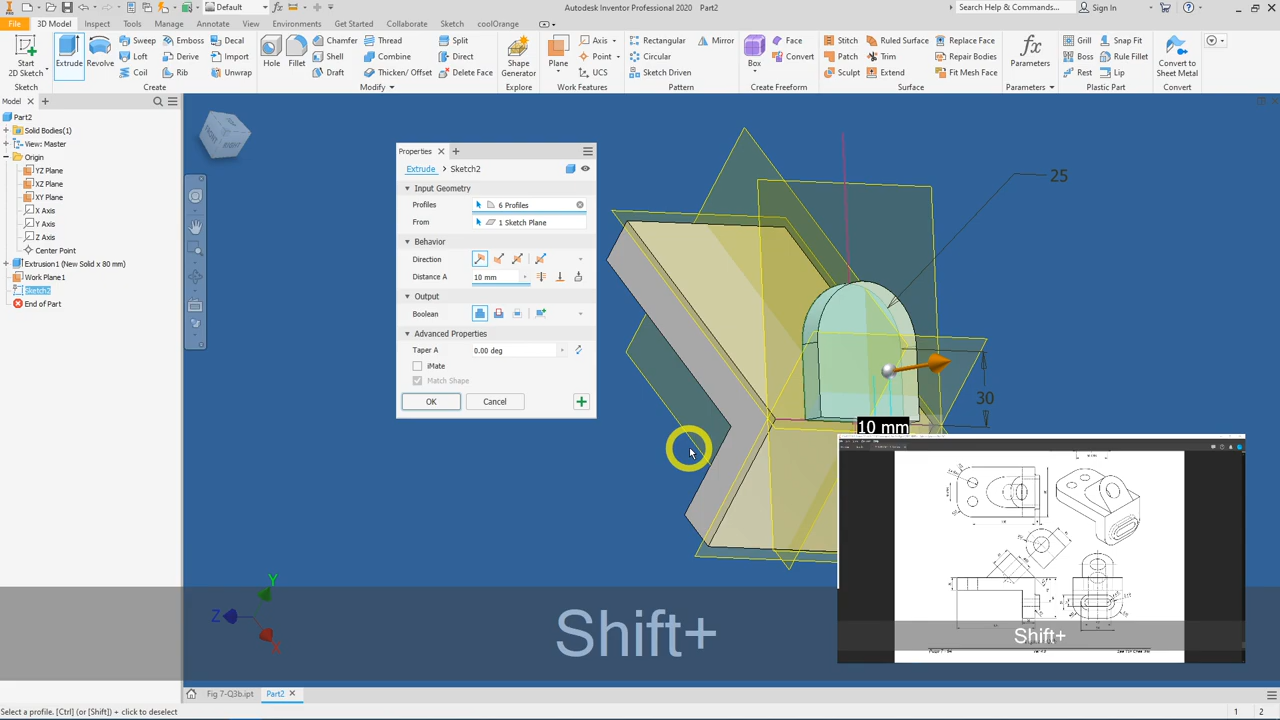 Default
Autodesk Inventor Professional 2020   Part2
Search Help & Commands...
Sign In
File
3D Model
Sketch
Inspect
Tools
Manage
Annotate
View
Environments
Get Started
Collaborate
Sketch
coolOrange
Start
2D Sketch
Extrude
Revolve
Sweep
Emboss
Decal
Loft
Derive
Import
Coil
Rib
Unwrap
Create
Hole
Fillet
Chamfer
Thread
Split
Shell
Combine
Direct
Draft
Thicken/ Offset
Delete Face
Modify
Shape
Generator
Explore
Plane
Axis
Point
UCS
Work Features
Rectangular
Mirror
Circular
Sketch Driven
Pattern
Box
Face
Convert
Create Freeform
Stitch
Ruled Surface
Replace Face
Patch
Trim
Repair Bodies
Sculpt
Extend
Fit Mesh Face
Surface
Parameters
Parameters
Grill
Snap Fit
Boss
Rule Fillet
Rest
Lip
Plastic Part
Convert to
Sheet Metal
Convert
Model
Part2
Solid Bodies(1)
View: Master
Origin
YZ Plane
XZ Plane
XY Plane
X Axis
Y Axis
Z Axis
Center Point
Extrusion1 (New Solid x 80 mm)
Work Plane1
Sketch2
End of Part
FRONT
RIGHT
Properties
Extrude
Sketch2
Input Geometry
Profiles
6 Profiles
From
1 Sketch Plane
Behavior
Direction
Distance A
10 mm
Output
Boolean
Advanced Properties
Taper A
0.00 deg
iMate
Match Shape
OK
Cancel
25
30
10 mm
Y
Z
X
Shift+
Shift+
Fig 7-Q3b.ipt
Part2
Select a profile. [Ctrl] (or [Shift]) + click to deselect
1
2